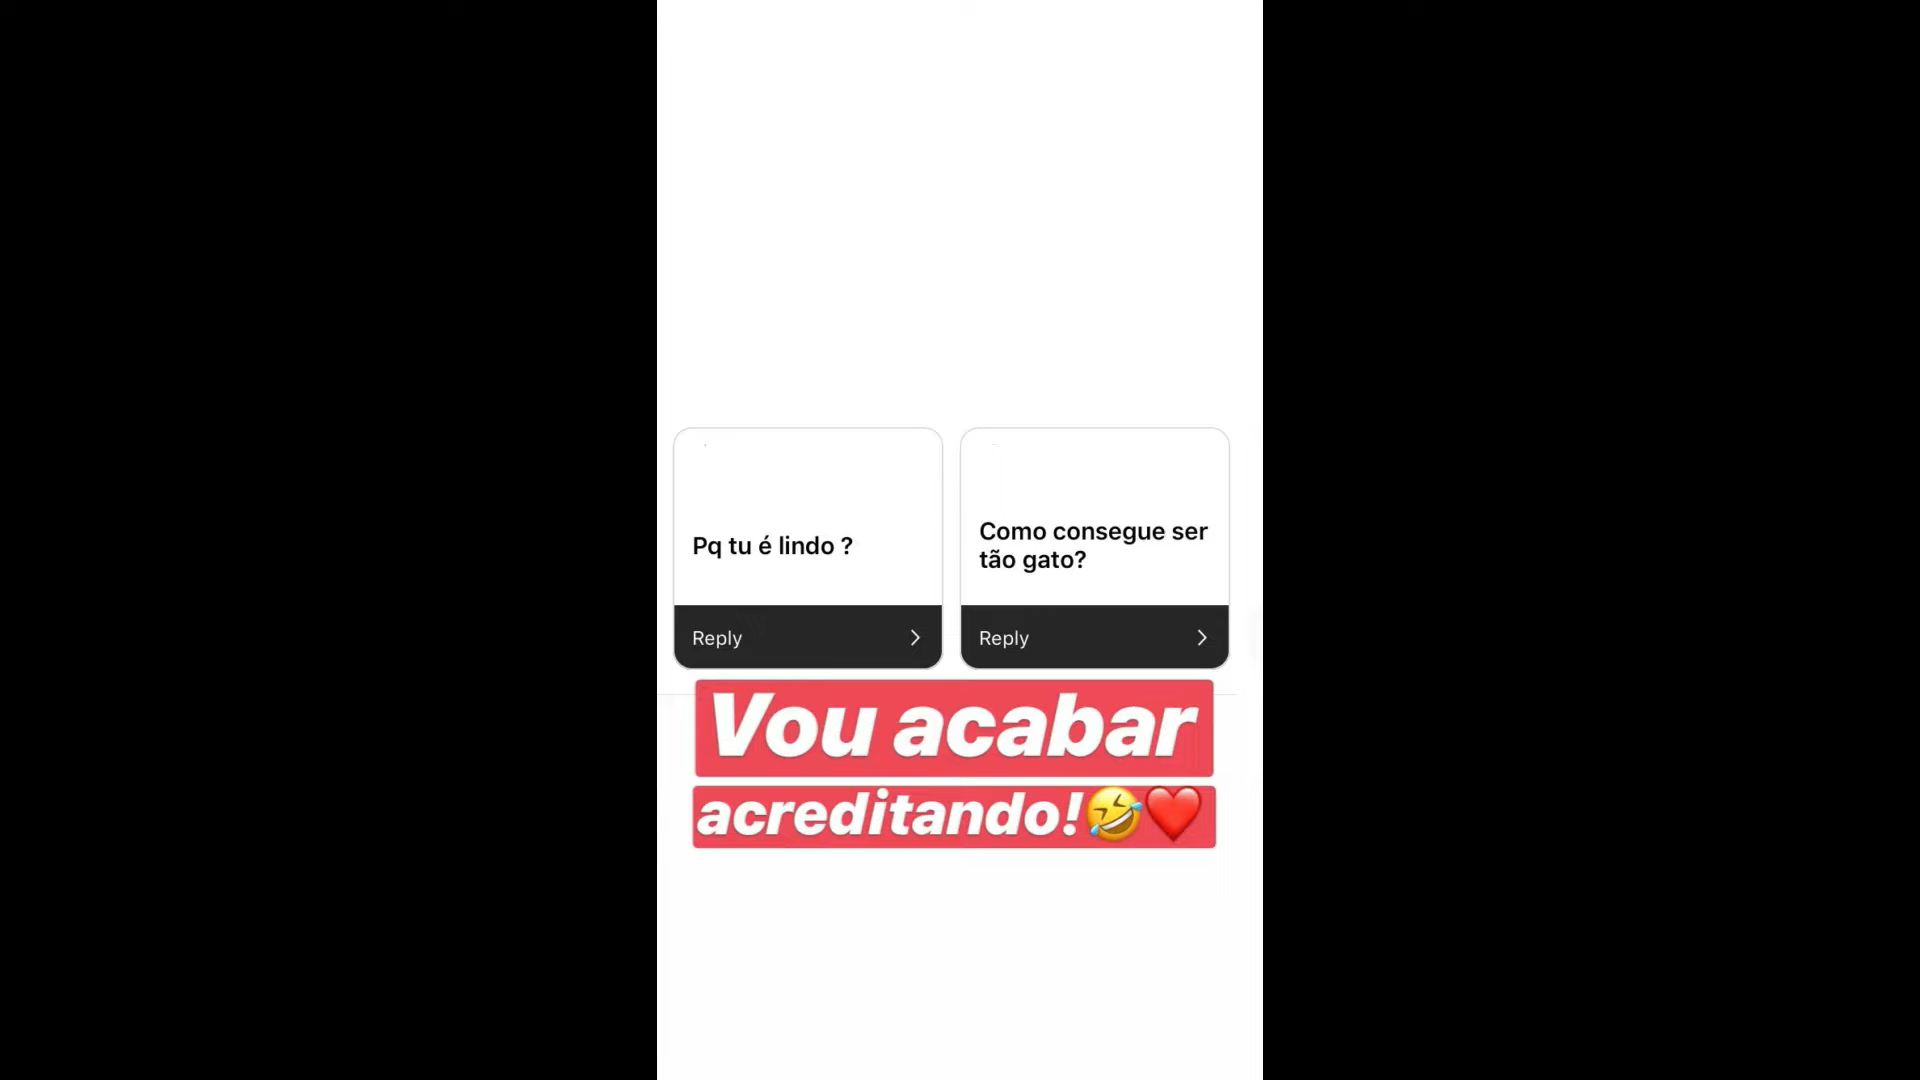 Pq tu é lindo ?
Como consegue ser
tão gato?
Reply
Reply
Vou acabar
acreditando!🤣❤️